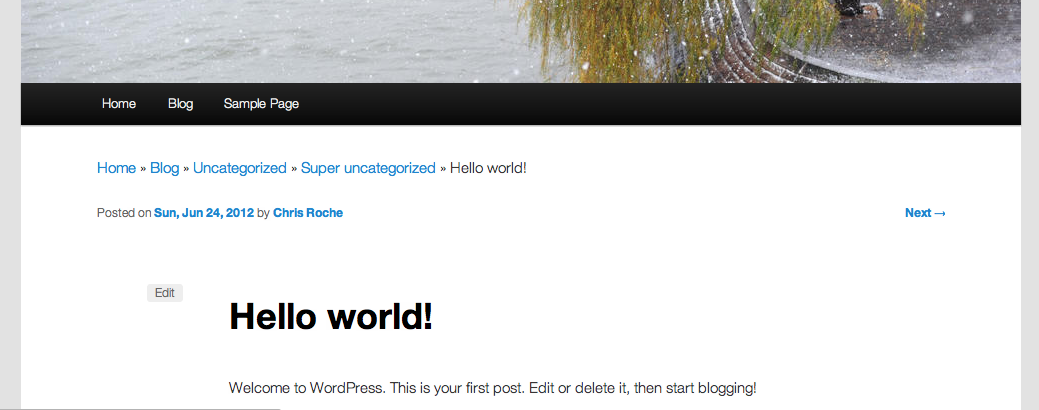 Home Blog Sample Page
Home » Blog » Uncategorized » Super uncategorized » Hello world!
Posted on Sun, Jun 24, 2012 by Chris Roche Next →
Edit
Hello world!
Welcome to WordPress. This is your first post. Edit or delete it, then start blogging!